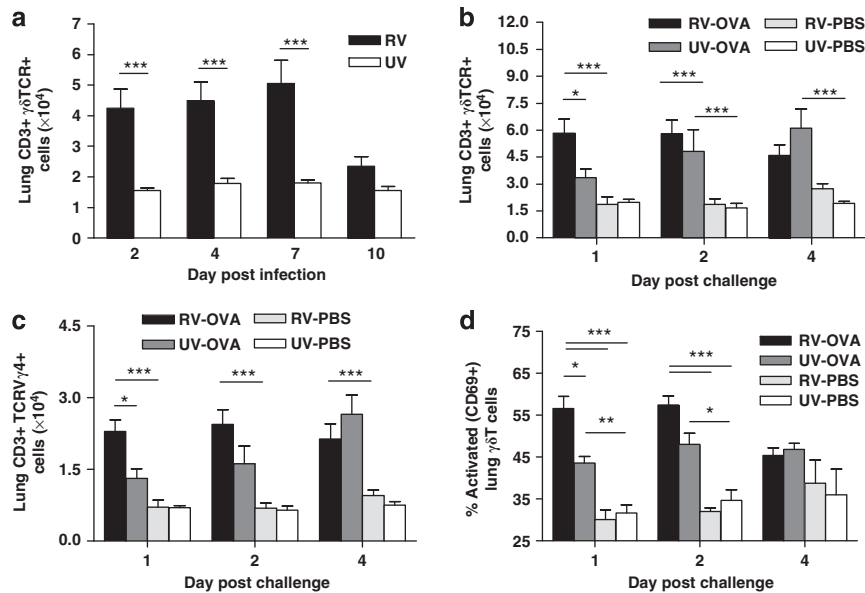 a
7
6
5
4
3
2
1
0
Lung CD3+ γδTCR+
cells (×10⁴)
***
***
***
RV
UV
2 4 7 10
Day post infection
b
12.0
9.0
7.5
6.0
4.5
3.0
1.0
0.0
Lung CD3+ γδTCR+
cells (×10⁴)
RV-OVA RV-PBS
UV-OVA UV-PBS
***
*
***
***
***
1 2 4
Day post challenge
c
4.5
3.0
1.5
0.0
Lung CD3+ TCRVγ4+
cells (×10⁴)
RV-OVA RV-PBS
UV-OVA UV-PBS
***
*
***
***
1 2 4
Day post challenge
d
75
65
55
45
35
25
% Activated (CD69+)
lung γδT cells
RV-OVA
UV-OVA
RV-PBS
UV-PBS
***
*
**
***
*
1 2 4
Day post challenge